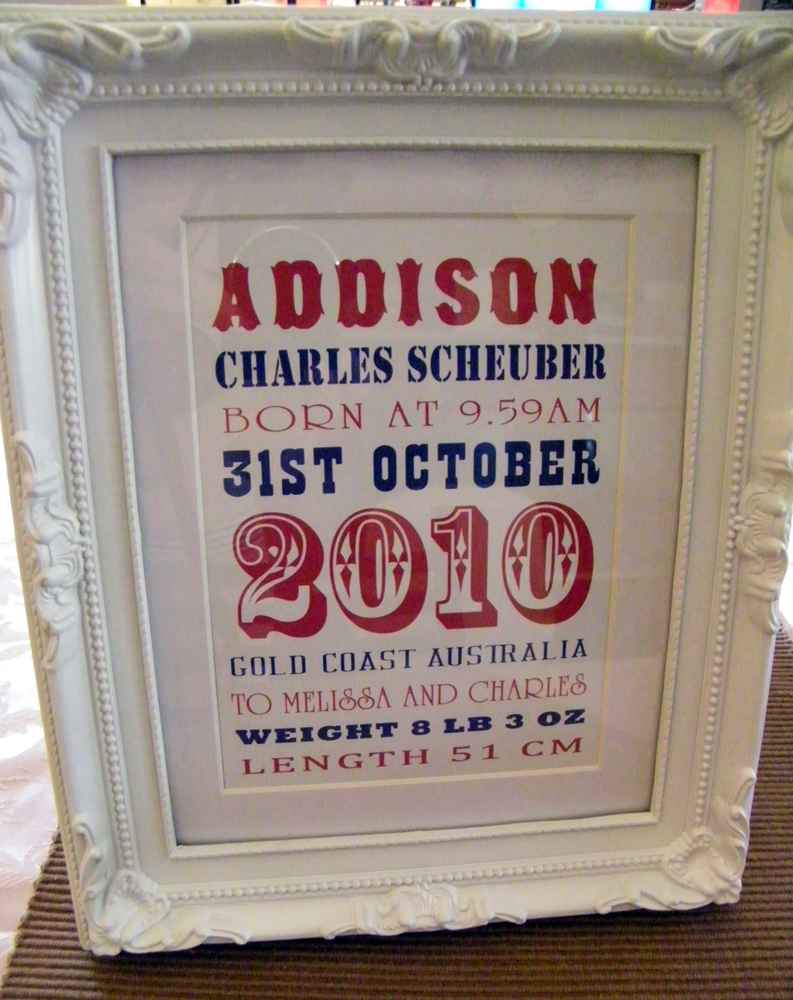 ADDISON
CHARLES SCHEUBER
BORN AT 9.59AM
31ST OCTOBER
2010
GOLD COAST AUSTRALIA
TO MELISSA AND CHARLES
WEIGHT 8 LB 3 OZ
LENGTH 51 CM